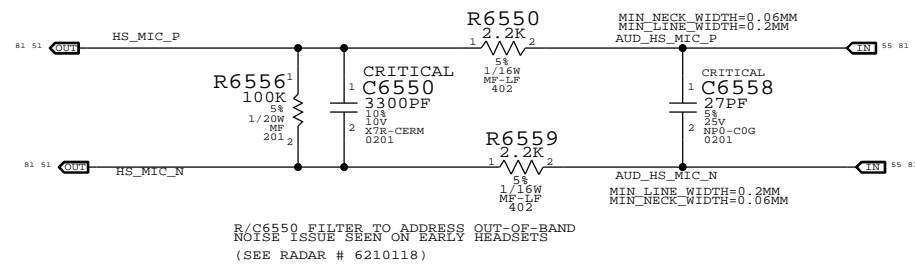 R6550
2.2K
1 2
5%
1/16W
MF-LF
402
MIN_NECK_WIDTH=0.06MM
MIN_LINE_WIDTH=0.2MM
81 51 OUT HS_MIC_P
AUD_HS_MIC_P
IN 55 81
R6556
100K
5%
1/20W
MF
201
1
2
CRITICAL
C6550
3300PF
10%
10V
X7R-CERM
0201
1
2
CRITICAL
C6558
27PF
5%
25V
NP0-C0G
0201
1
2
R6559
2.2K
1 2
5%
1/16W
MF-LF
402
81 51 OUT HS_MIC_N
AUD_HS_MIC_N
IN 55
MIN_LINE_WIDTH=0.2MM
MIN_NECK_WIDTH=0.06MM
R/C6550 FILTER TO ADDRESS OUT-OF-BAND
NOISE ISSUE SEEN ON EARLY HEADSETS
(SEE RADAR # 6210118)